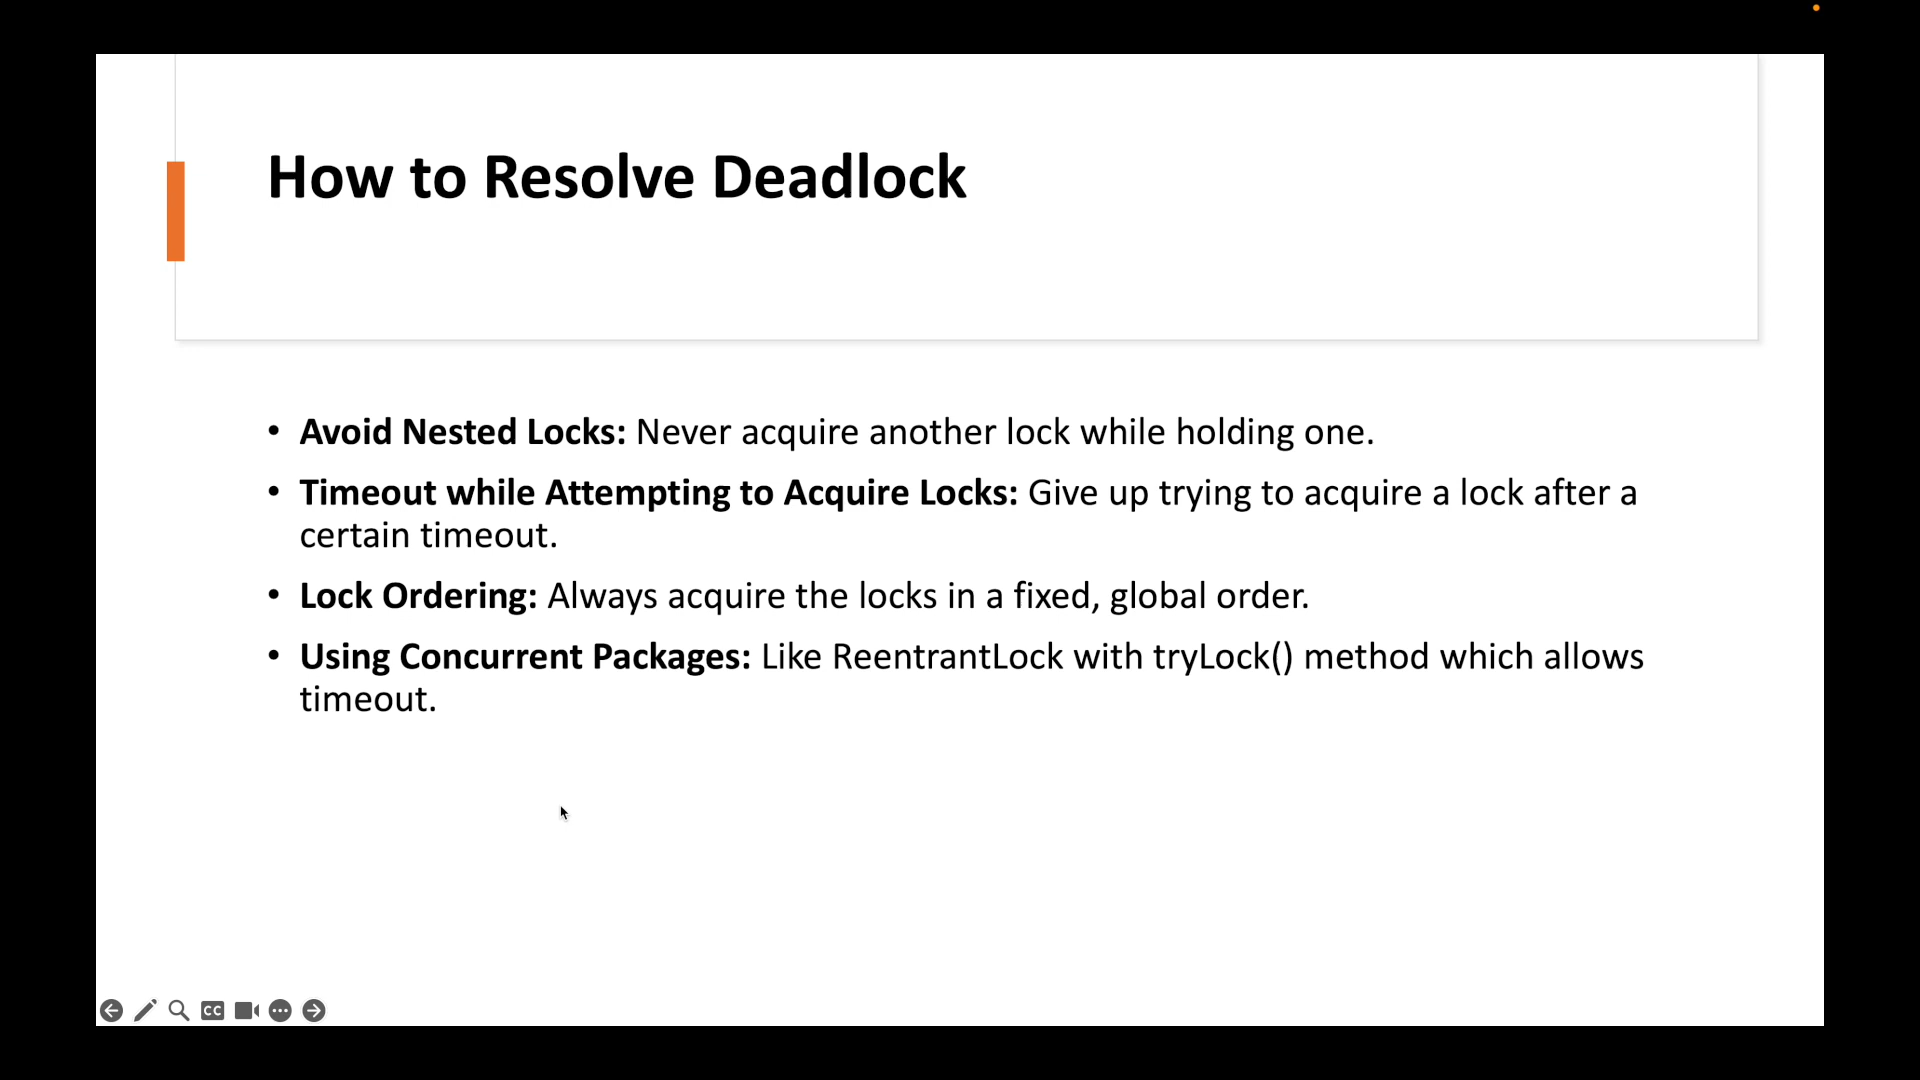 How to Resolve Deadlock
• Avoid Nested Locks: Never acquire another lock while holding one.
• Timeout while Attempting to Acquire Locks: Give up trying to acquire a lock after a
certain timeout.
• Lock Ordering: Always acquire the locks in a fixed, global order.
• Using Concurrent Packages: Like ReentrantLock with tryLock() method which allows
timeout.
CC